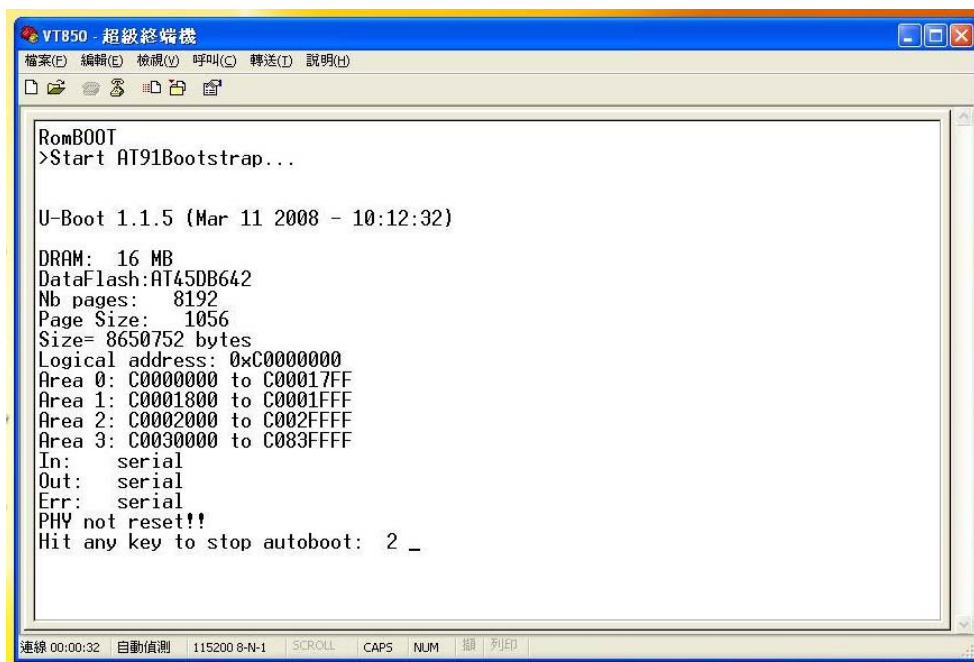 VT850 - 超級終端機
檔案(F) 編輯(E) 檢視(V) 呼叫(C) 轉送(T) 說明(H)
RomBOOT
>Start AT91Bootstrap...
U-Boot 1.1.5 (Mar 11 2008 - 10:12:32)
DRAM:  16 MB
DataFlash:AT45DB642
Nb pages:   8192
Page Size:   1056
Size= 8650752 bytes
Logical address: 0xC0000000
Area 0: C0000000 to C00017FF
Area 1: C0001800 to C0001FFF
Area 2: C0002000 to C002FFFF
Area 3: C0030000 to C083FFFF
In:    serial
Out:   serial
Err:   serial
PHY not reset!!
Hit any key to stop autoboot:  2 _
連線 00:00:32 自動偵測 115200 8-N-1 SCROLL CAPS NUM 擷 列印